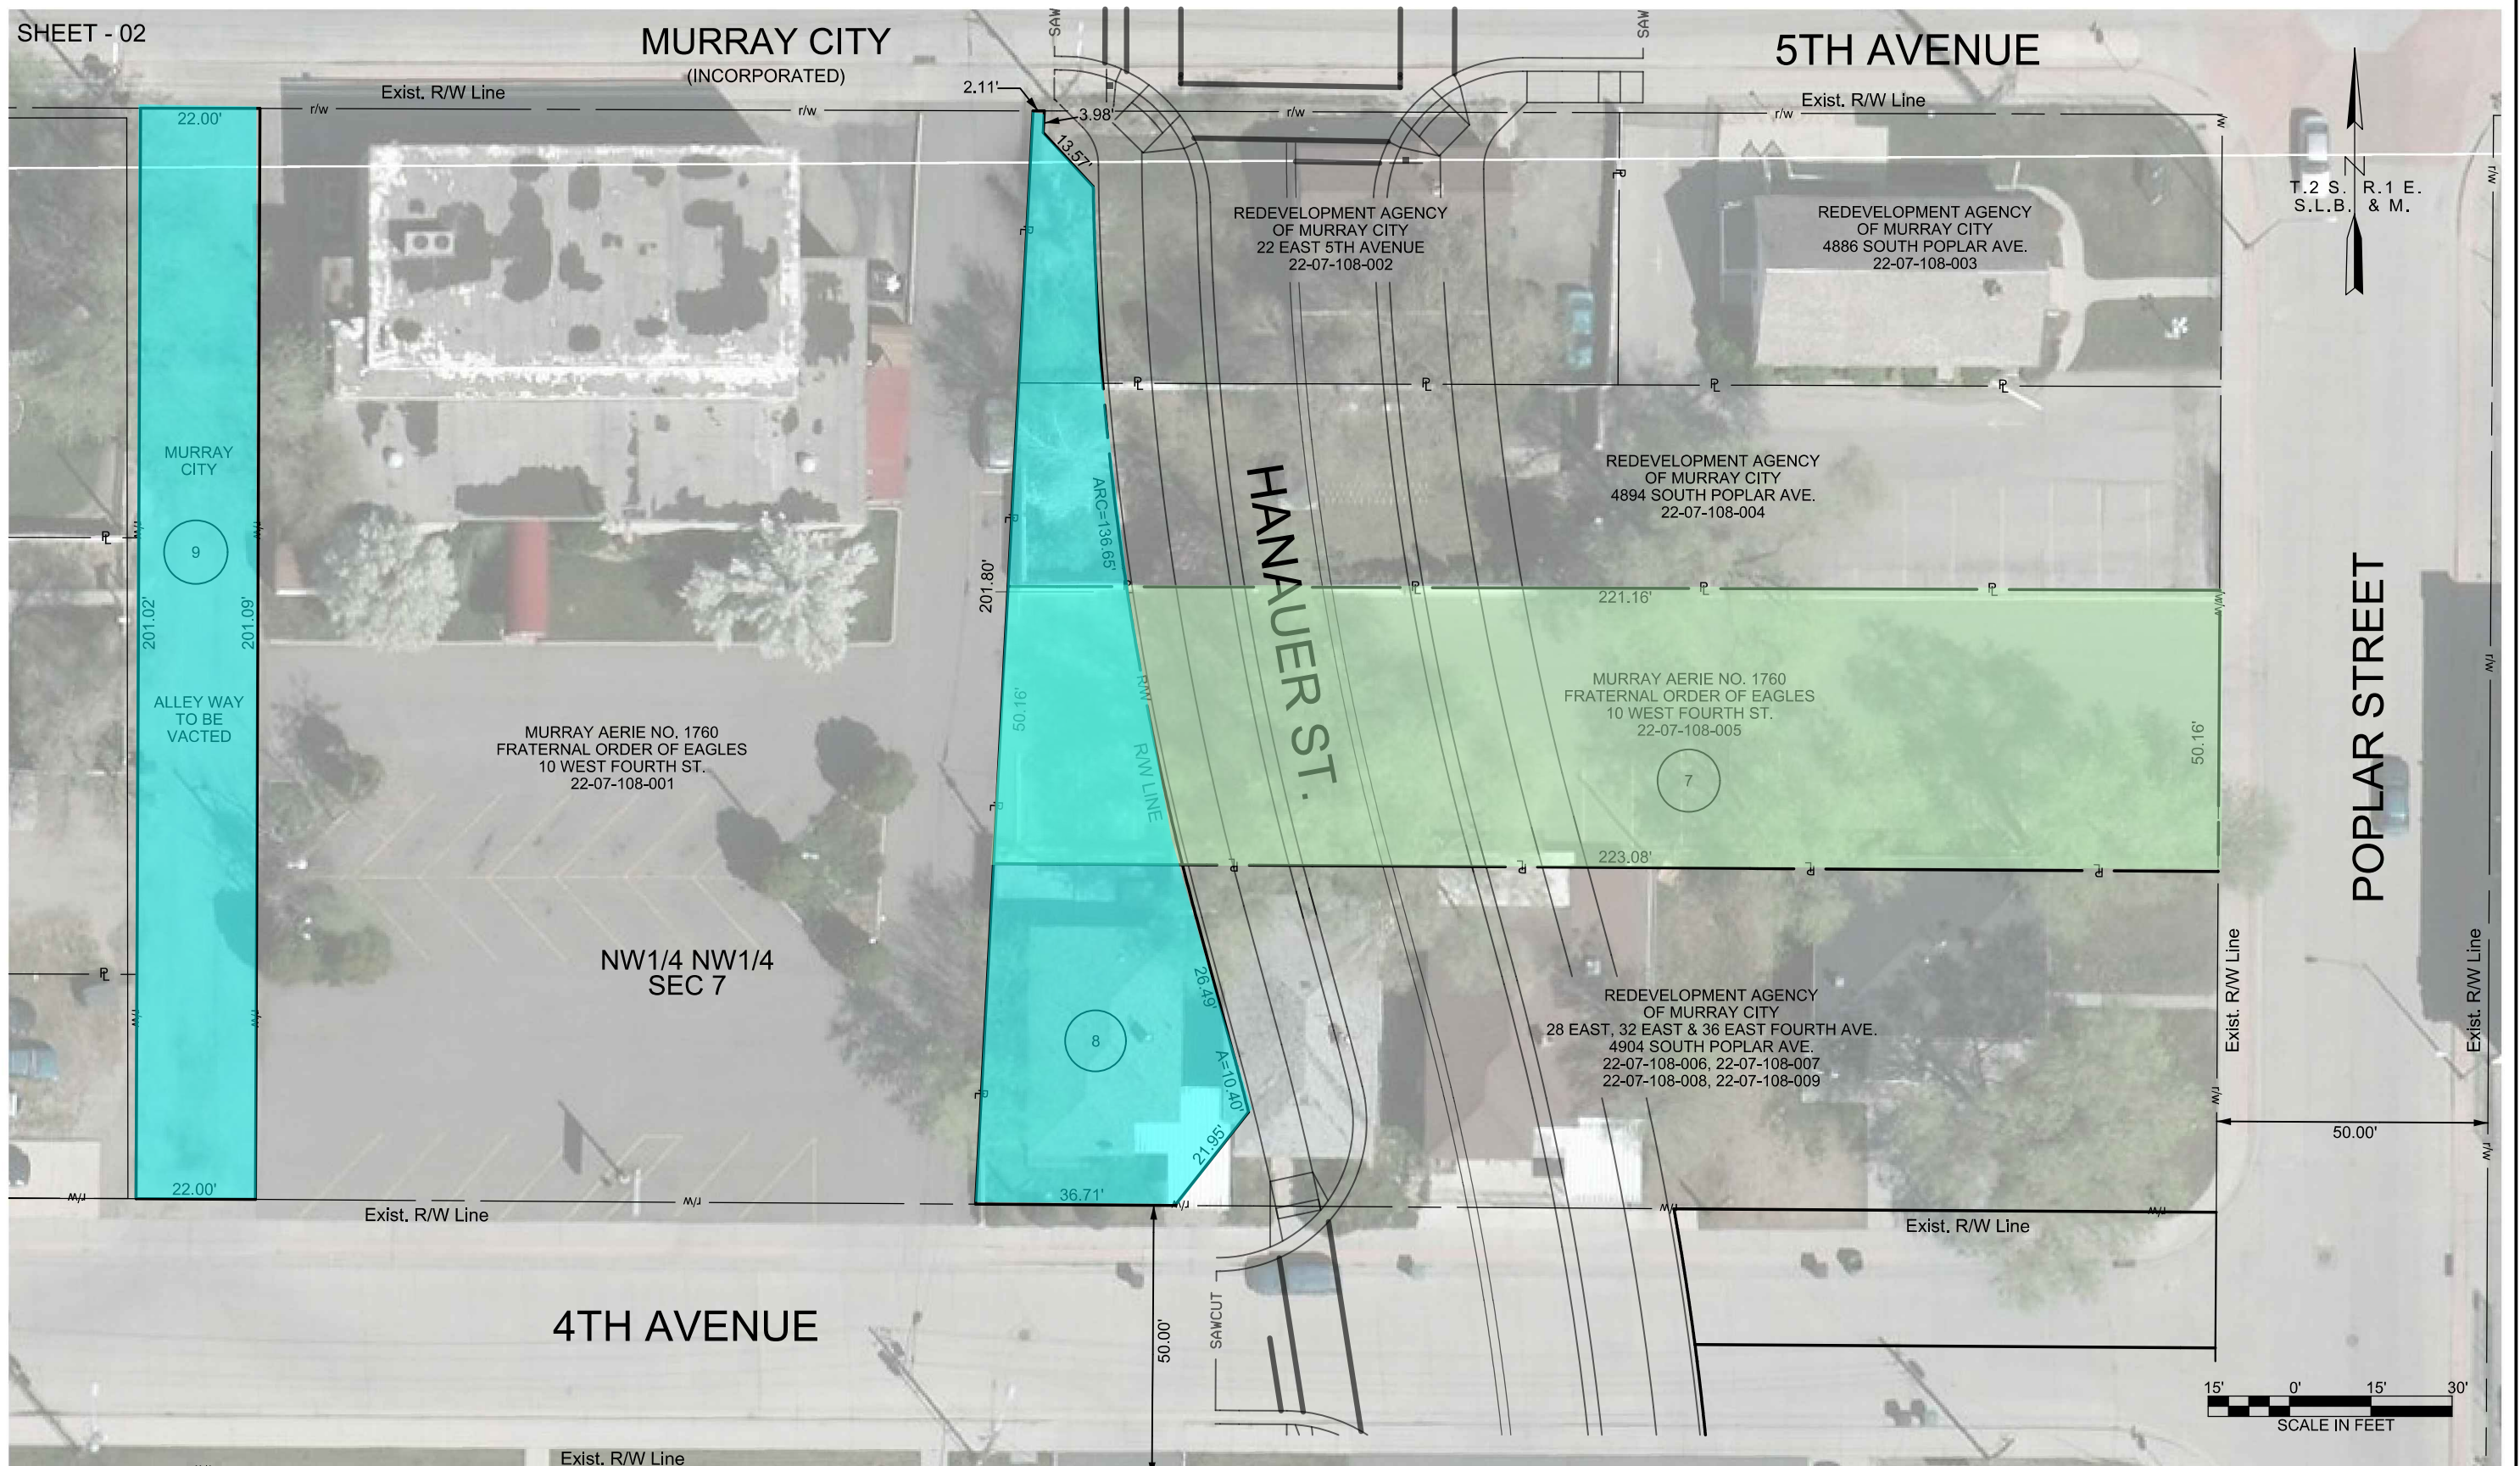 SHEET - 02
MURRAY CITY
(INCORPORATED)
5TH AVENUE
SAW
SAW
Exist. R/W Line
r/w
r/w
2.11'
3.98'
13.57'
r/w
Exist. R/W Line
r/w
22.00'
N
T.2 S. R.1 E.
S.L.B. & M.
REDEVELOPMENT AGENCY
OF MURRAY CITY
22 EAST 5TH AVENUE
22-07-108-002
REDEVELOPMENT AGENCY
OF MURRAY CITY
4886 SOUTH POPLAR AVE.
22-07-108-003
MURRAY
CITY
9
201.02'
201.09'
ALLEY WAY
TO BE
VACTED
REDEVELOPMENT AGENCY
OF MURRAY CITY
4894 SOUTH POPLAR AVE.
22-07-108-004
ARC=136.65'
HANAUER ST.
201.80'
221.16'
50.16'
R/W
R/W LINE
MURRAY AERIE NO. 1760
FRATERNAL ORDER OF EAGLES
10 WEST FOURTH ST.
22-07-108-005
7
50.16'
POPLAR STREET
MURRAY AERIE NO. 1760
FRATERNAL ORDER OF EAGLES
10 WEST FOURTH ST.
22-07-108-001
223.08'
NW1/4 NW1/4
SEC 7
26.49'
8
A=10.40'
21.95'
REDEVELOPMENT AGENCY
OF MURRAY CITY
28 EAST, 32 EAST & 36 EAST FOURTH AVE.
4904 SOUTH POPLAR AVE.
22-07-108-006, 22-07-108-007
22-07-108-008, 22-07-108-009
Exist. R/W Line
Exist. R/W Line
r/w
r/w
50.00'
22.00'
36.71'
r/w
r/w
r/w
r/w
r/w
Exist. R/W Line
Exist. R/W Line
4TH AVENUE
50.00'
SAWCUT
15' 0' 15' 30'
SCALE IN FEET
Exist. R/W Line